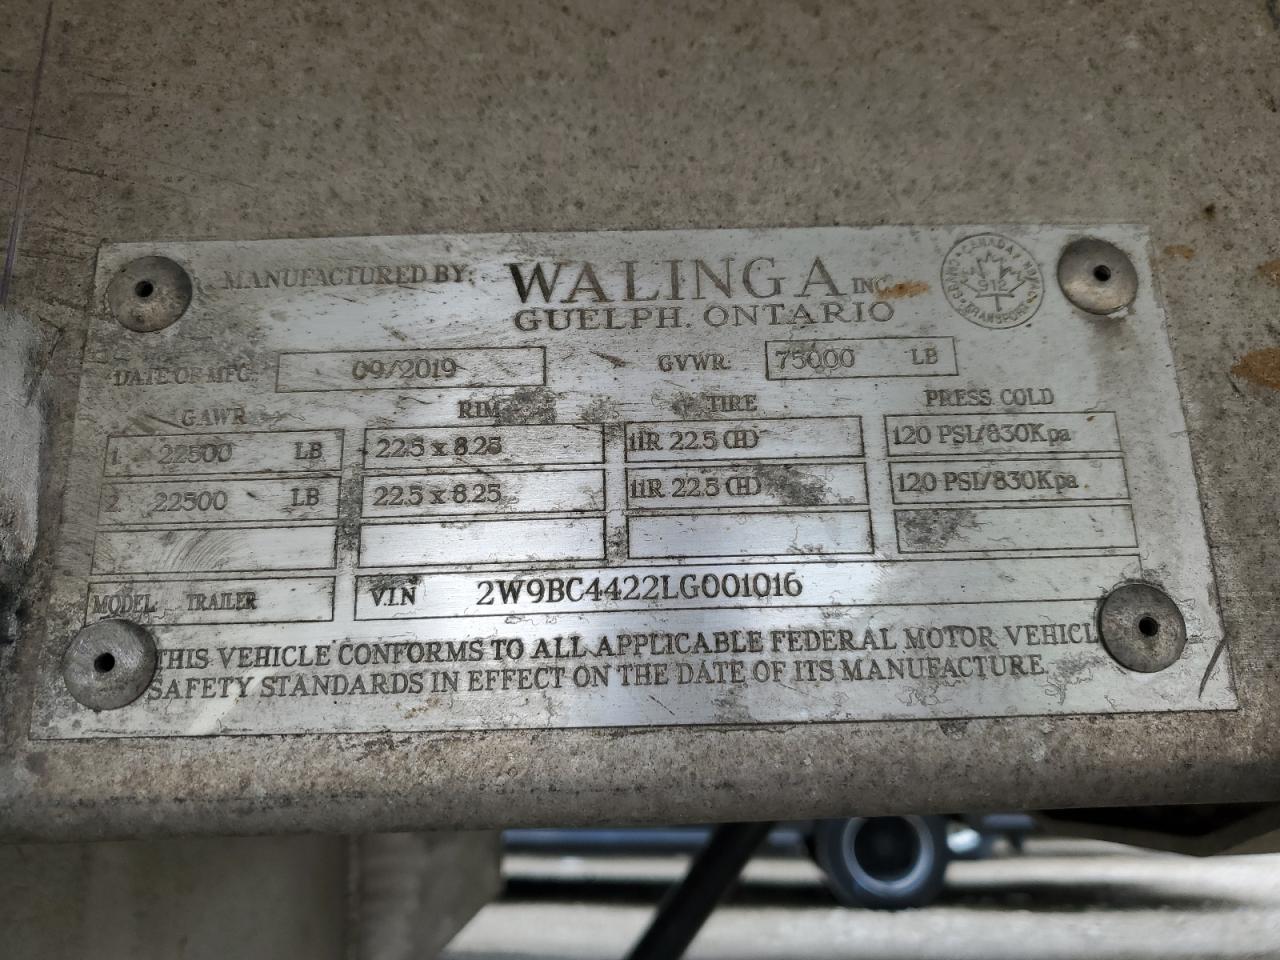 MANUFACTURED BY: WALINGA INC.
GUELPH, ONTARIO
CANADA
912
TRANSPORT
DATE OF MFG. 09/2019 GVWR: 75000 LB
GAWR RIM TIRE PRESS. COLD
1. 22500 LB 22.5 x 8.25 11R 22.5 (H) 120 PSI/830Kpa
2. 22500 LB 22.5 x 8.25 11R 22.5 (H) 120 PSI/830Kpa
MODEL TRAILER V.I.N 2W9BC4422LG001016
THIS VEHICLE CONFORMS TO ALL APPLICABLE FEDERAL MOTOR VEHICL
SAFETY STANDARDS IN EFFECT ON THE DATE OF ITS MANUFACTURE.